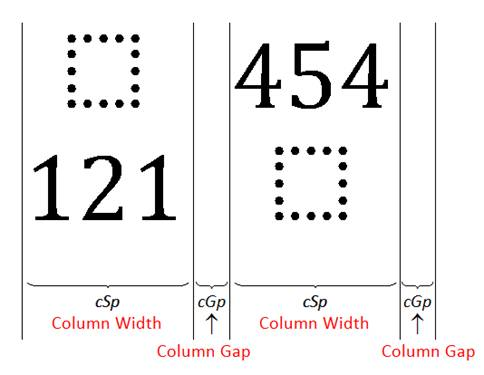 454
121
cSp cGp cSp cGp
Column Width ↑ Column Width ↑
Column Gap Column Gap